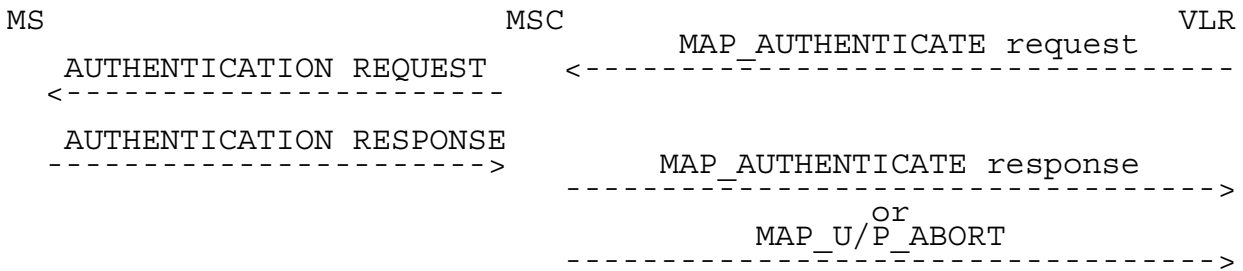 MS MSC VLR
MAP_AUTHENTICATE request
AUTHENTICATION REQUEST <----------------------------------
<-----------------------
AUTHENTICATION RESPONSE
-----------------------> MAP_AUTHENTICATE response
---------------------------------->
or
MAP_U/P_ABORT
---------------------------------->